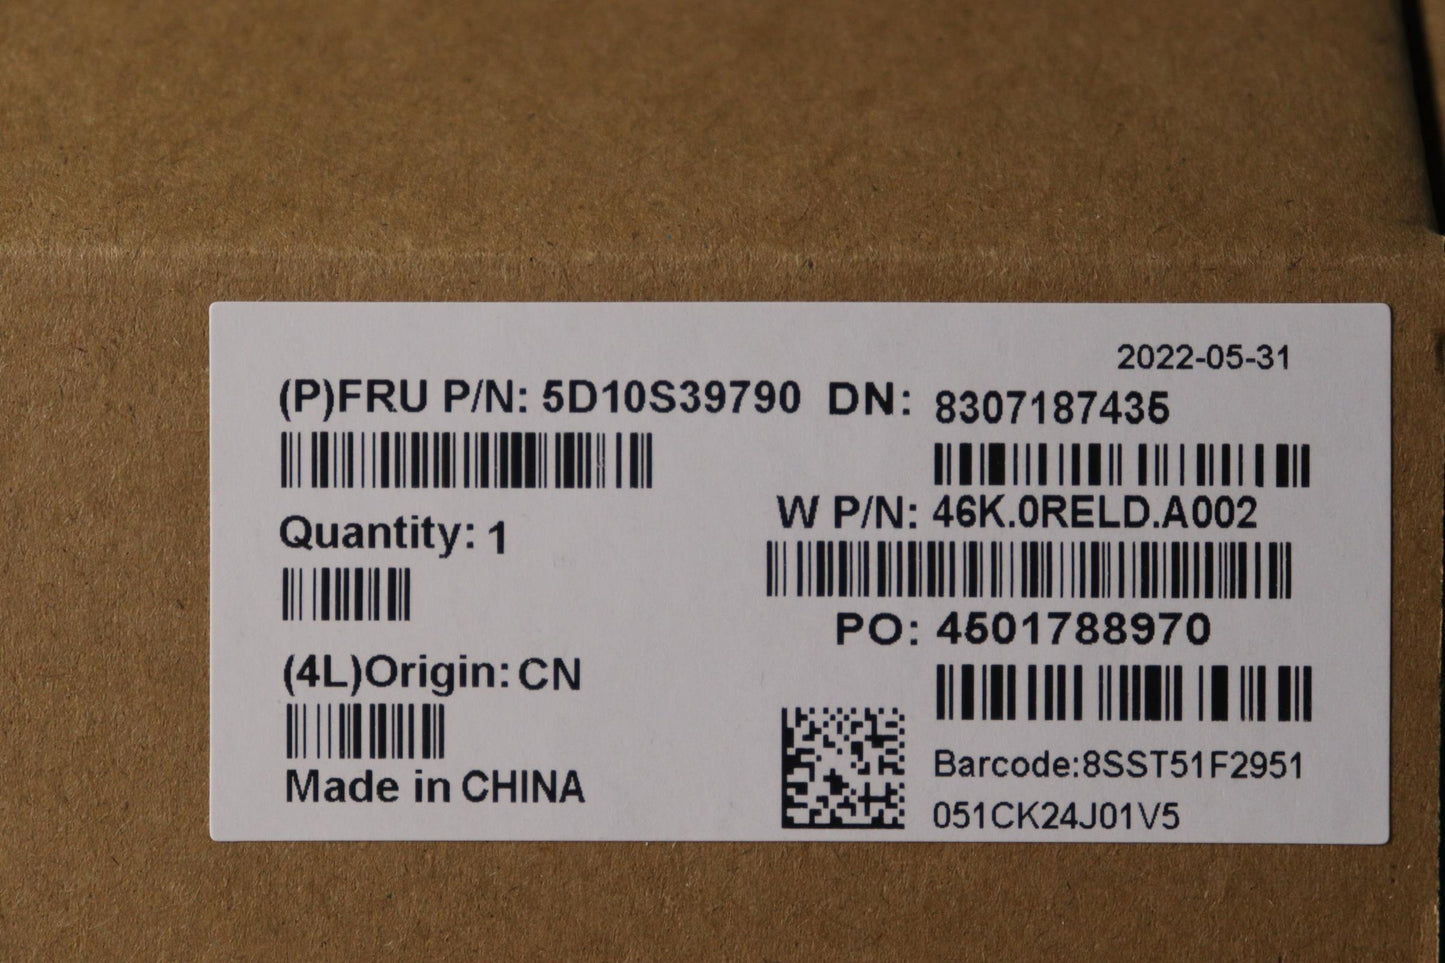 2022-05-31
(P)FRU P/N: 5D10S39790 DN: 8307187435
Quantity: 1
W P/N: 46K.0RELD.A002
PO: 4501788970
(4L)Origin: CN
Made in CHINA
Barcode:8SST51F2951
051CK24J01V5